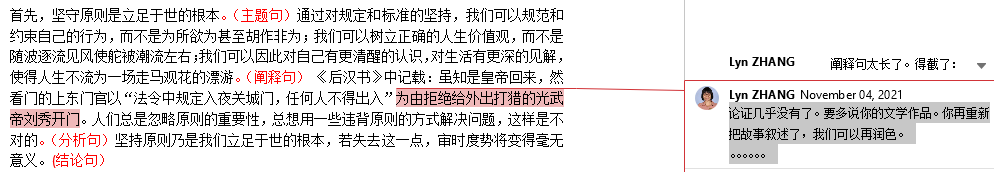 首先，坚守原则是立足于世的根本。（主题句）通过对规定和标准的坚持，我们可以规范和
约束自己的行为，而不是为所欲为甚至胡作非为；我们可以树立正确的人生价值观，而不是
随波逐流见风使舵被潮流左右；我们可以因此对自己有更清醒的认识，对生活有更深的见解，
使得人生不流为一场走马观花的漂游。（阐释句）《后汉书》中记载：虽知是皇帝回来，然
看门的上东门官以“法令中规定入夜关城门，任何人不得出入”为由拒绝给外出打猎的光武
帝刘秀开门。人们总是忽略原则的重要性，总想用一些违背原则的方式解决问题，这样是不
对的。（分析句）坚持原则乃是我们立足于世的根本，若失去这一点，审时度势将变得毫无
意义。(结论句）
Lyn ZHANG 阐释句太长了。得截了：
Lyn ZHANG November 04, 2021
论证几乎没有了。要多说你的文学作品。你再重新
把故事叙述了，我们可以再润色。
。。。。。。